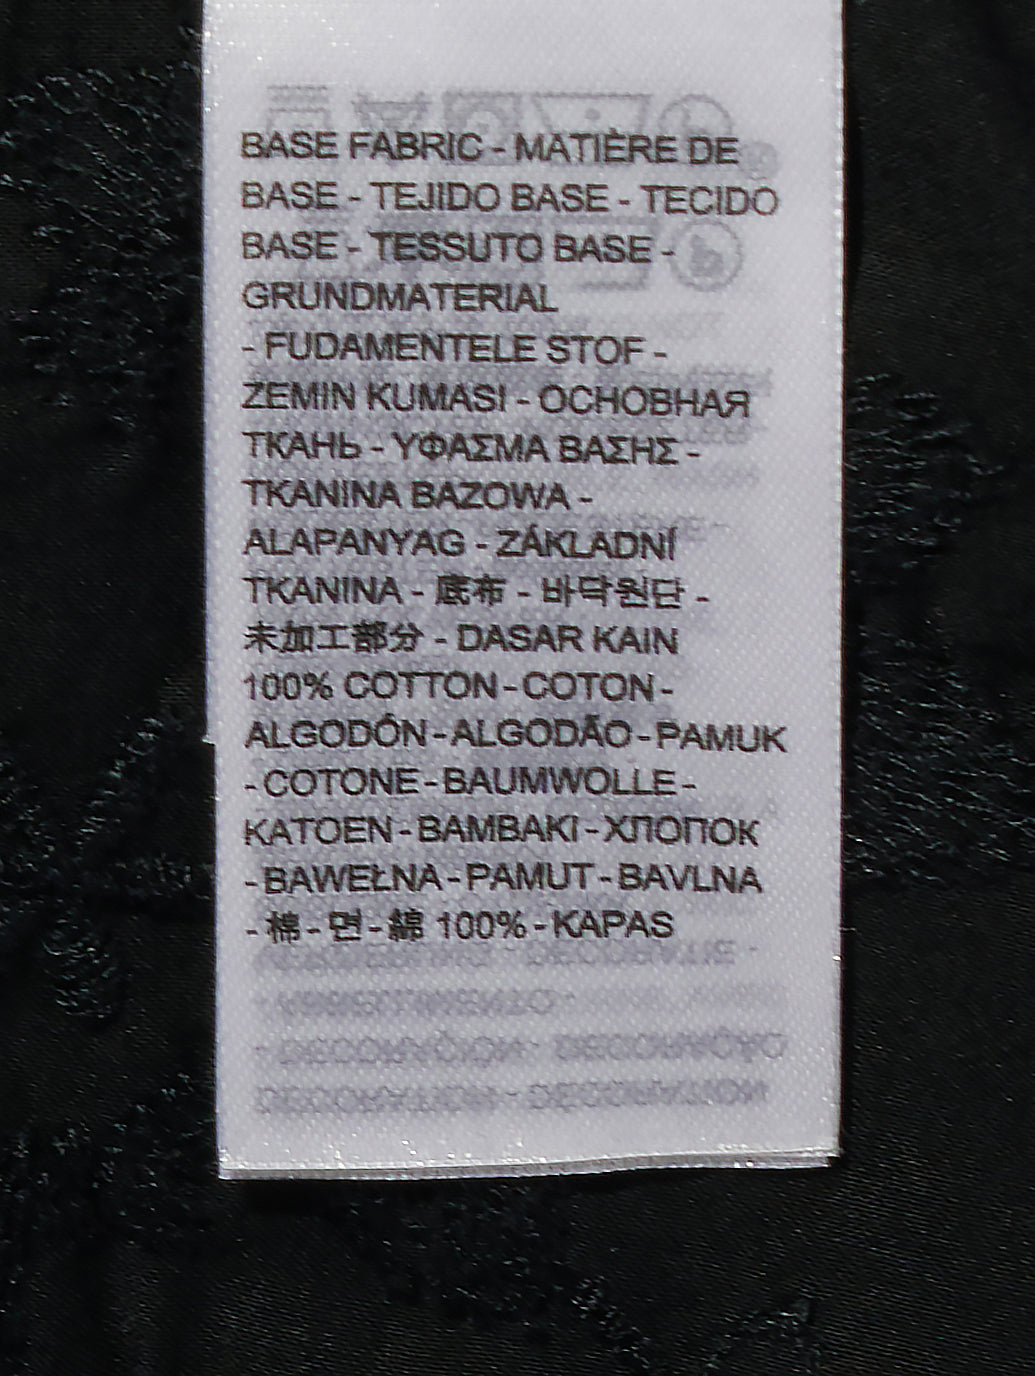 BASE FABRIC - MATIÈRE DE
BASE - TEJIDO BASE - TECIDO
BASE - TESSUTO BASE -
GRUNDMATERIAL
- FUDAMENTELE STOF -
ZEMIN KUMASI - ОСНОВНАЯ
ТКАНЬ - ΥΦΑΣΜΑ ΒΑΣΗΣ -
TKANINA BAZOWA -
ALAPANYAG - ZÁKLADNÍ
TKANINA - 底布 - 바닥원단 -
未加工部分 - DASAR KAIN
100% COTTON - COTON -
ALGODÓN - ALGODÃO - PAMUK
- COTONE - BAUMWOLLE -
KATOEN - BAMBAKI - ХЛОПОК
- BAWEŁNA - PAMUT - BAVLNA
- 棉 - 면 - 綿 100% - KAPAS